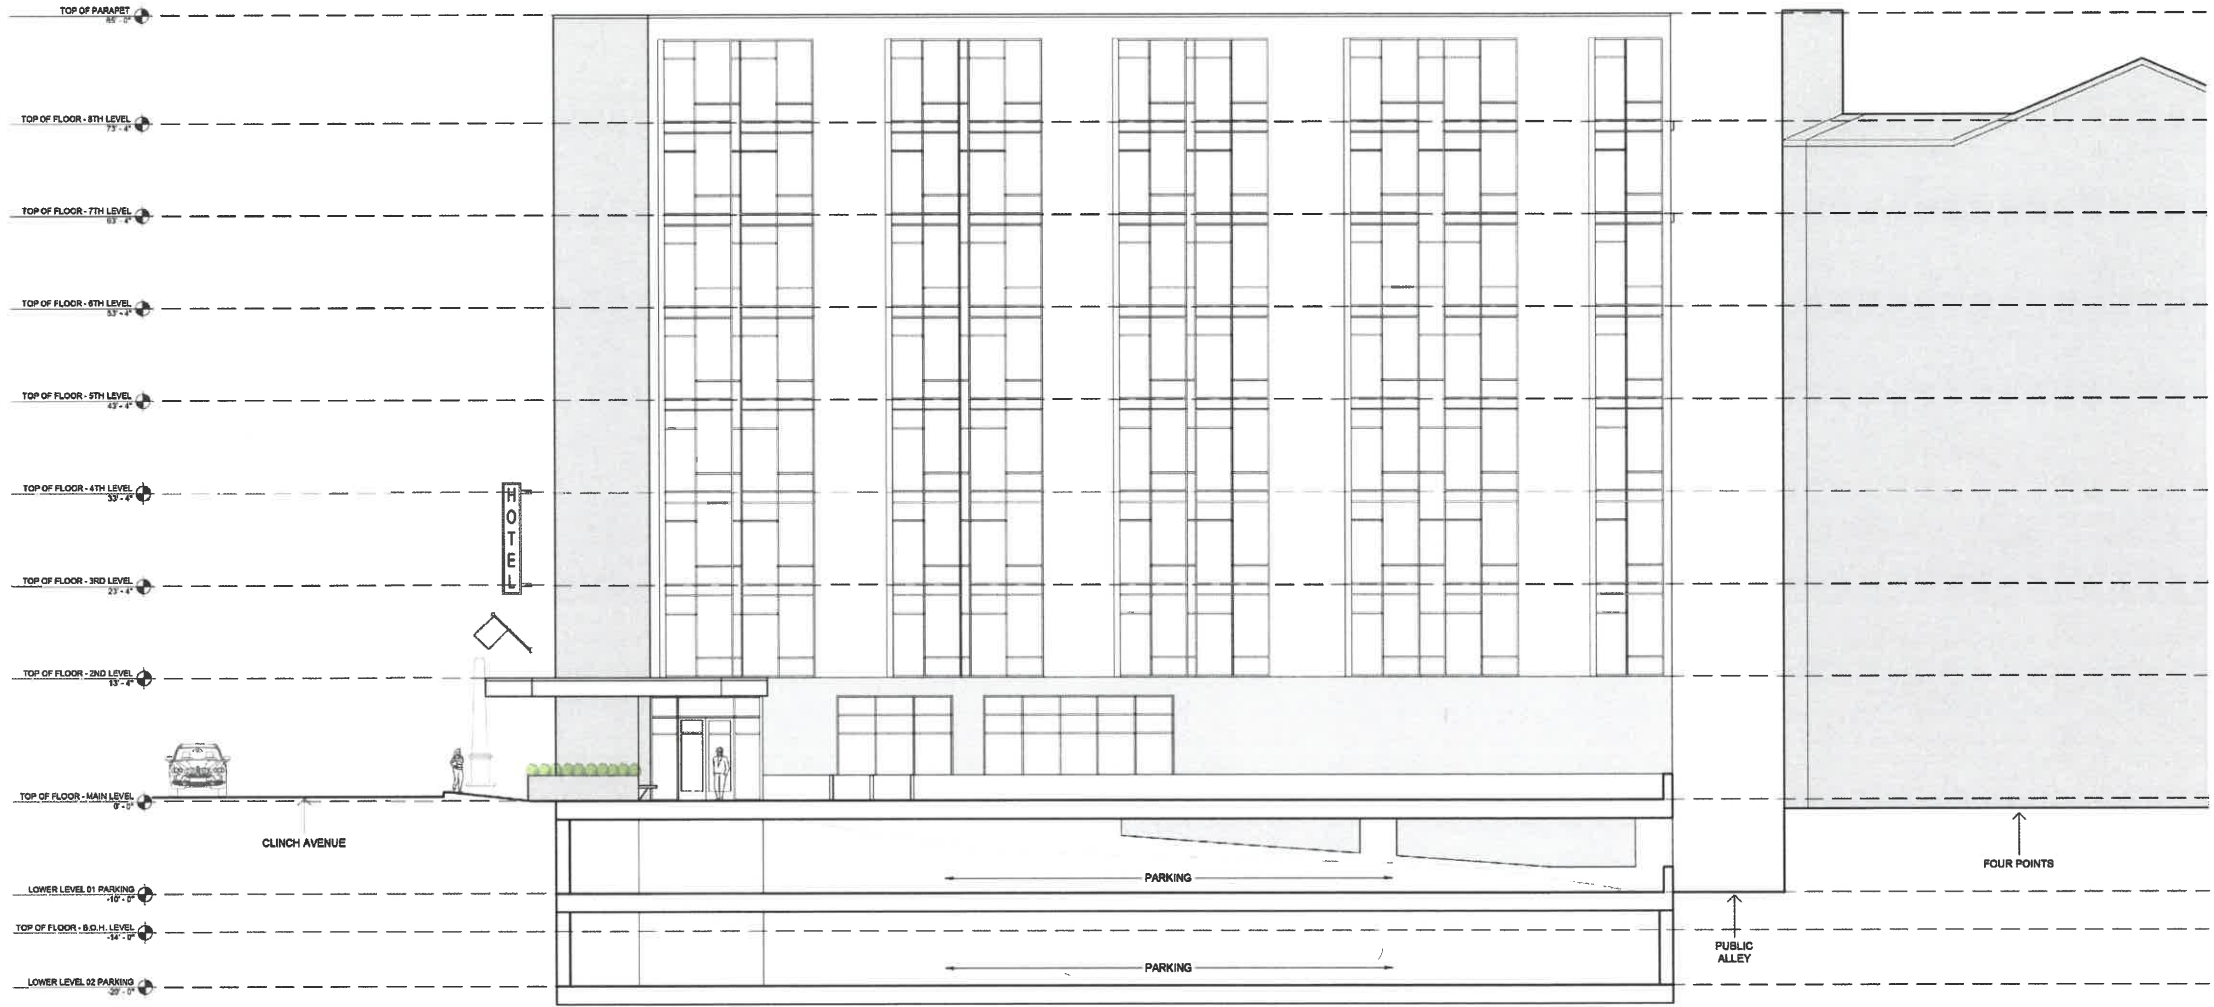 TOP OF PARAPET
85' - 0"
TOP OF FLOOR - 8TH LEVEL
73' - 4"
TOP OF FLOOR - 7TH LEVEL
63' - 4"
TOP OF FLOOR - 6TH LEVEL
53' - 4"
TOP OF FLOOR - 5TH LEVEL
43' - 4"
TOP OF FLOOR - 4TH LEVEL
33' - 4"
HOTEL
TOP OF FLOOR - 3RD LEVEL
23' - 4"
TOP OF FLOOR - 2ND LEVEL
13' - 4"
TOP OF FLOOR - MAIN LEVEL
0' - 0"
CLINCH AVENUE
FOUR POINTS
PARKING
LOWER LEVEL 01 PARKING
-10' - 0"
TOP OF FLOOR - B.O.H. LEVEL
-14' - 0"
PUBLIC
ALLEY
PARKING
LOWER LEVEL 02 PARKING
-20' - 0"